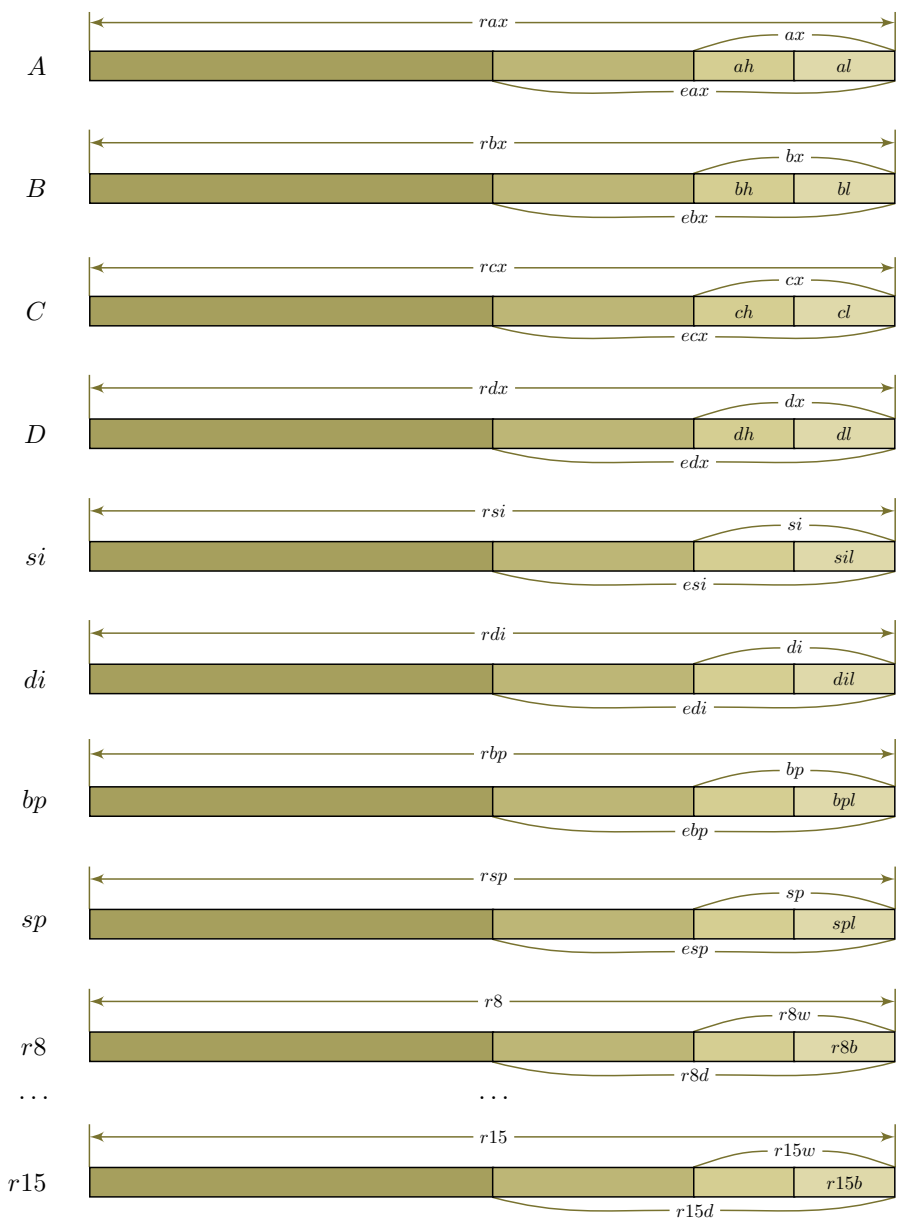 rax
ax
A ah al
eax
rbx
bx
B bh bl
ebx
rcx
cx
C ch cl
ecx
rdx
dx
D dh dl
edx
rsi
si
si sil
esi
rdi
di
di dil
edi
rbp
bp
bp bpl
ebp
rsp
sp
sp spl
esp
r8
r8w
r8 r8b
r8d
... ...
r15
r15w
r15 r15b
r15d